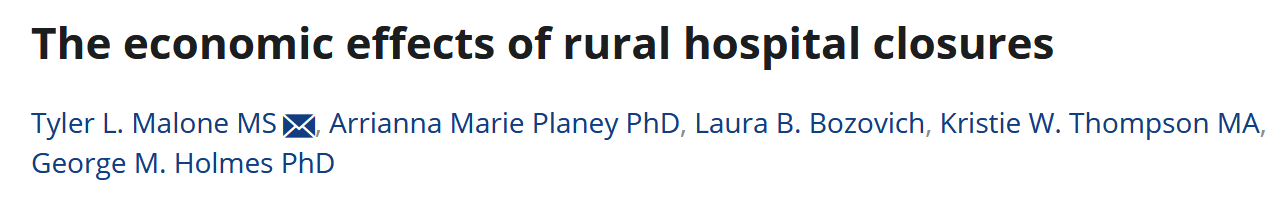 The economic effects of rural hospital closures
Tyler L. Malone MS, Arrianna Marie Planey PhD, Laura B. Bozovich, Kristie W. Thompson MA,
George M. Holmes PhD